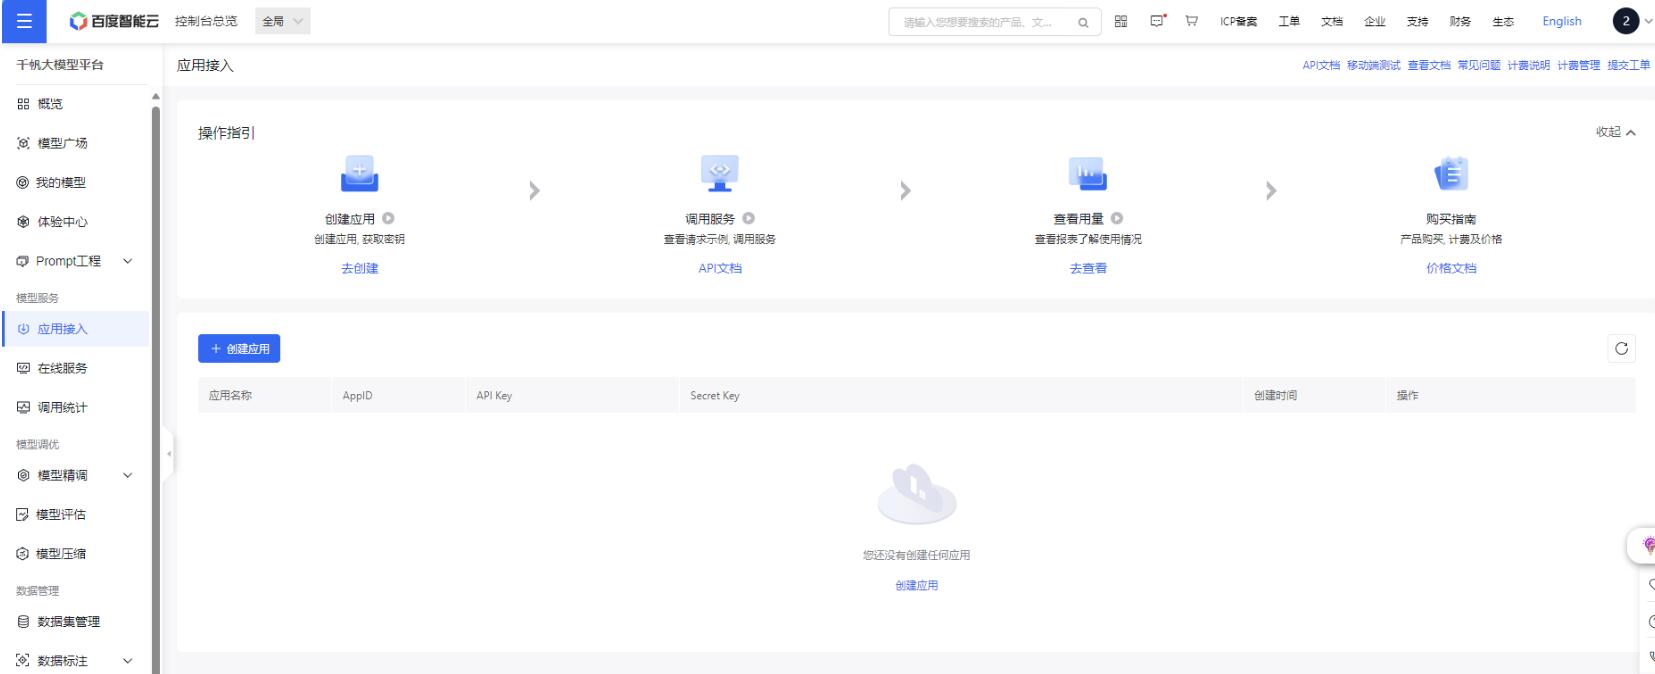 百度智能云 控制台总览 全局 请输入您想要搜索的产品、文... ICP备案 工单 文档 企业 支持 财务 生态 English 2
千帆大模型平台
概览
模型广场
我的模型
体验中心
Prompt工程
模型服务
应用接入
在线服务
调用统计
模型调优
模型精调
模型评估
模型压缩
数据管理
数据集管理
数据标注
应用接入 API文档 移动端测试 查看文档 常见问题 计费说明 计费管理 提交工单
操作指引 收起
创建应用 调用服务 查看用量 购买指南
创建应用, 获取密钥 查看请求示例, 调用服务 查看报表了解使用情况 产品购买, 计费及价格
去创建 API文档 去查看 价格文档
+ 创建应用
应用名称 AppID API Key Secret Key 创建时间 操作
您还没有创建任何应用
创建应用